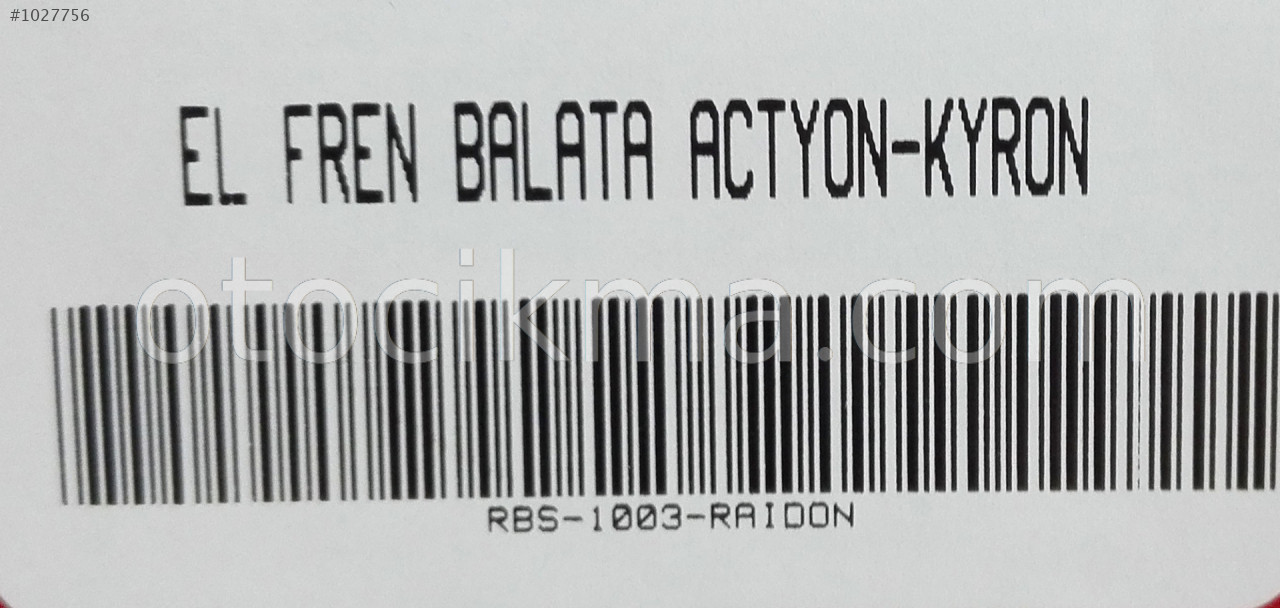 #1027756
EL FREN BALATA ACTYON-KYRON
otocikma.com
RBS-1003-RAIDON